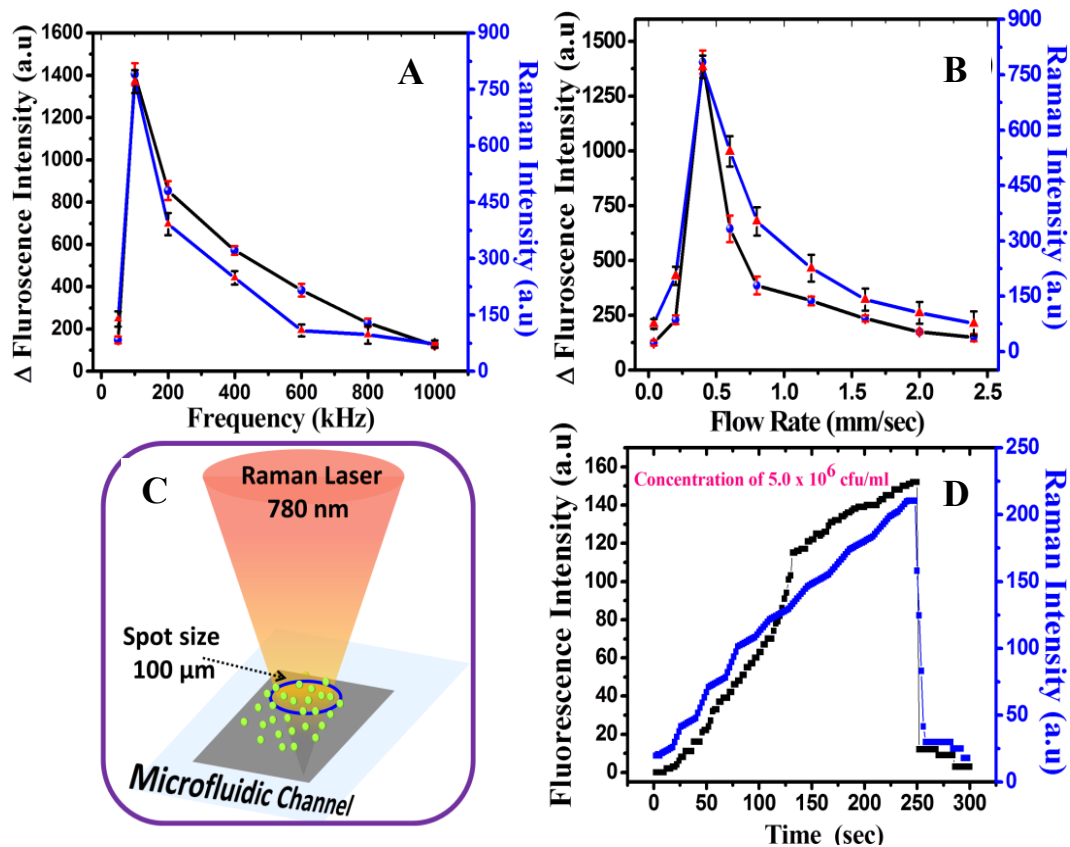 A
Δ Fluroscence Intensity (a.u)
1600
1400
1200
1000
800
600
400
200
0
Raman Intensity (a.u)
900
750
600
450
300
150
0
0 200 400 600 800 1000
Frequency (kHz)
B
Δ Fluroscence Intensity (a.u)
1500
1250
1000
750
500
250
0
Raman Intensity (a.u)
900
750
600
450
300
150
0
0.0 0.4 0.8 1.2 1.6 2.0 2.4
Flow Rate (mm/sec)
C
Raman Laser
780 nm
Spot size
100 µm
Microfluidic Channel
D
Concentration of 5.0 x 10⁶ cfu/ml
Fluorescence Intensity (a.u)
160
140
120
100
80
60
40
20
0
Raman Intensity (a.u)
250
200
150
100
50
0
0 50 100 150 200 250 300
Time (sec)